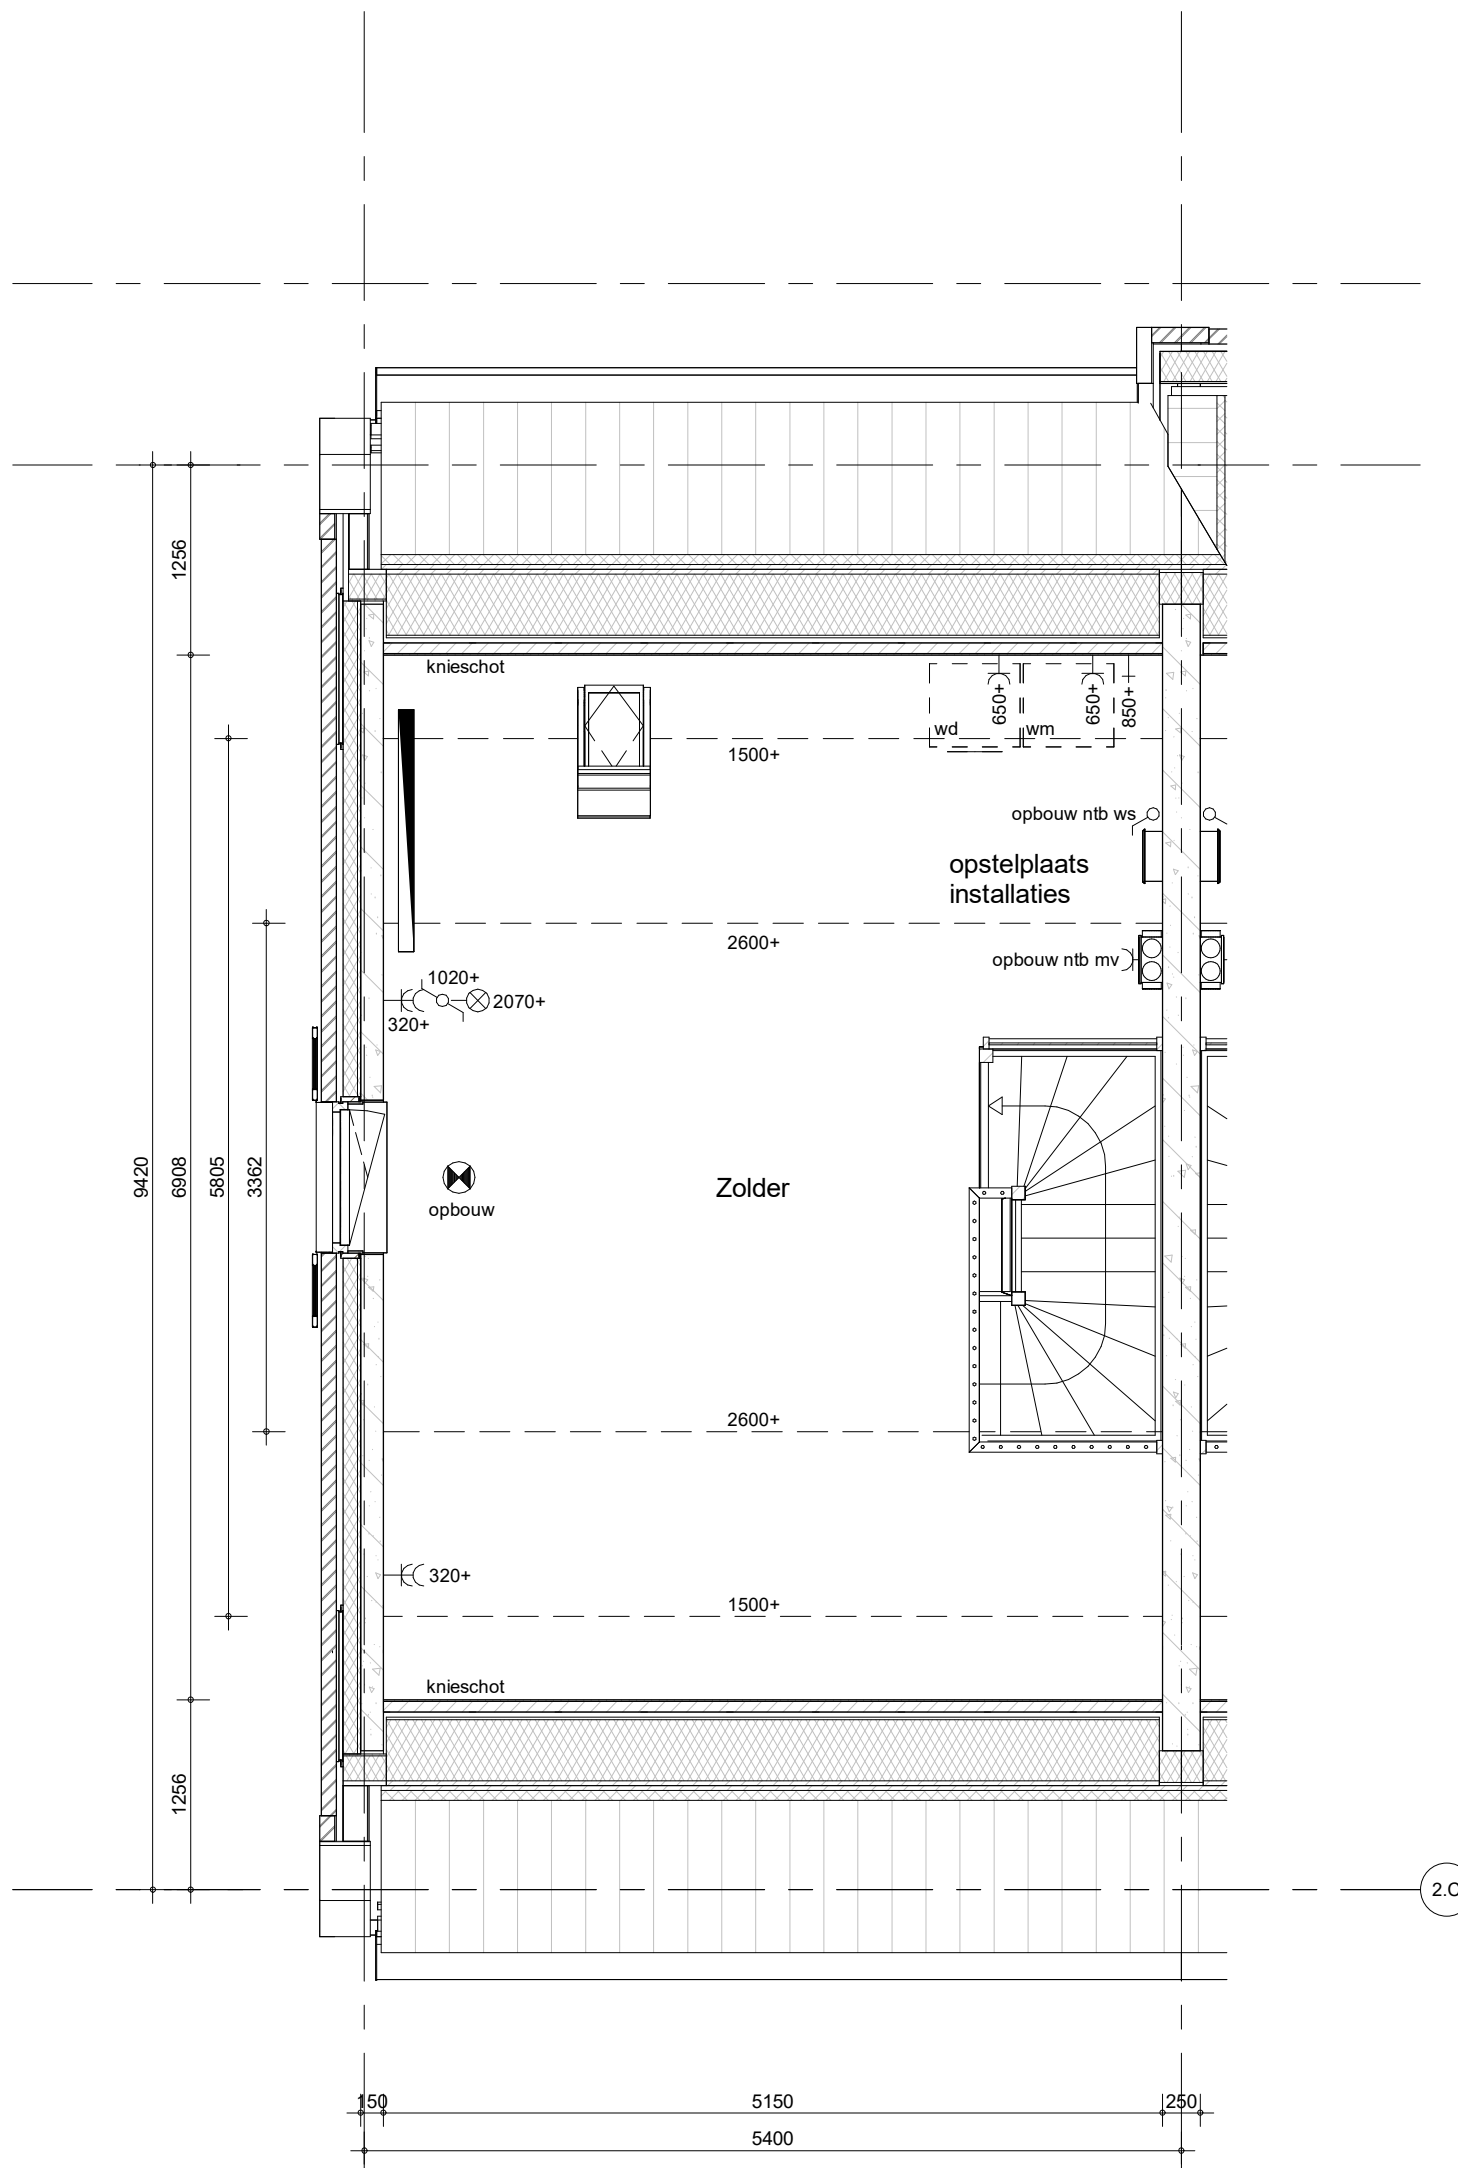 1256
knieschot
650+
650+
850+
wd
wm
1500+
opbouw ntb ws
opstelplaats
installaties
2600+
opbouw ntb mv
1020+
2070+
320+
9420
6908
5805
3362
Zolder
opbouw
2600+
320+
1500+
knieschot
1256
150
5150
250
5400